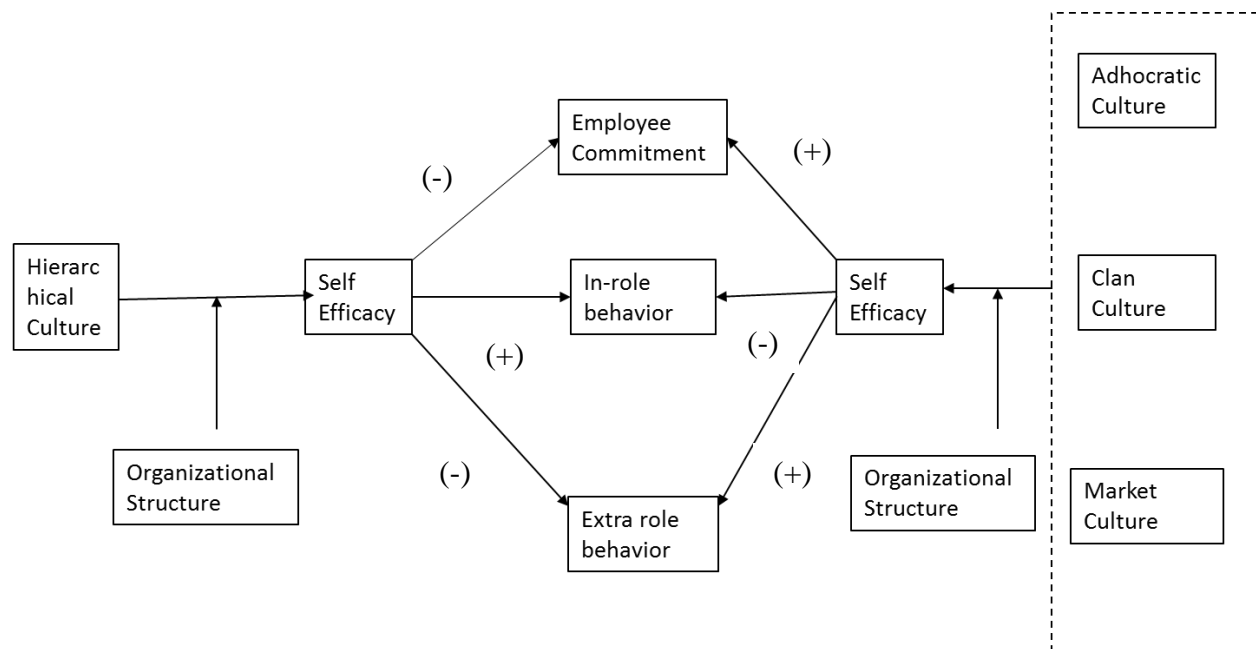 Adhocratic
Culture
Employee
Commitment
(+)
(-)
Hierarc
hical
Culture
Self
Efficacy
In-role
behavior
Self
Efficacy
Clan
Culture
(+)
(-)
Organizational
Structure
(-)
Extra role
behavior
(+)
Organizational
Structure
Market
Culture